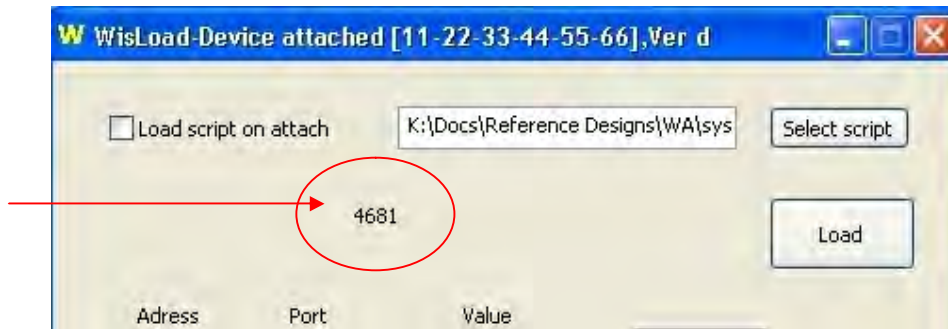 W WisLoad-Device attached [11-22-33-44-55-66],Ver d
Load script on attach K:\Docs\Reference Designs\WA\sys Select script
4681
Load
Adress Port Value